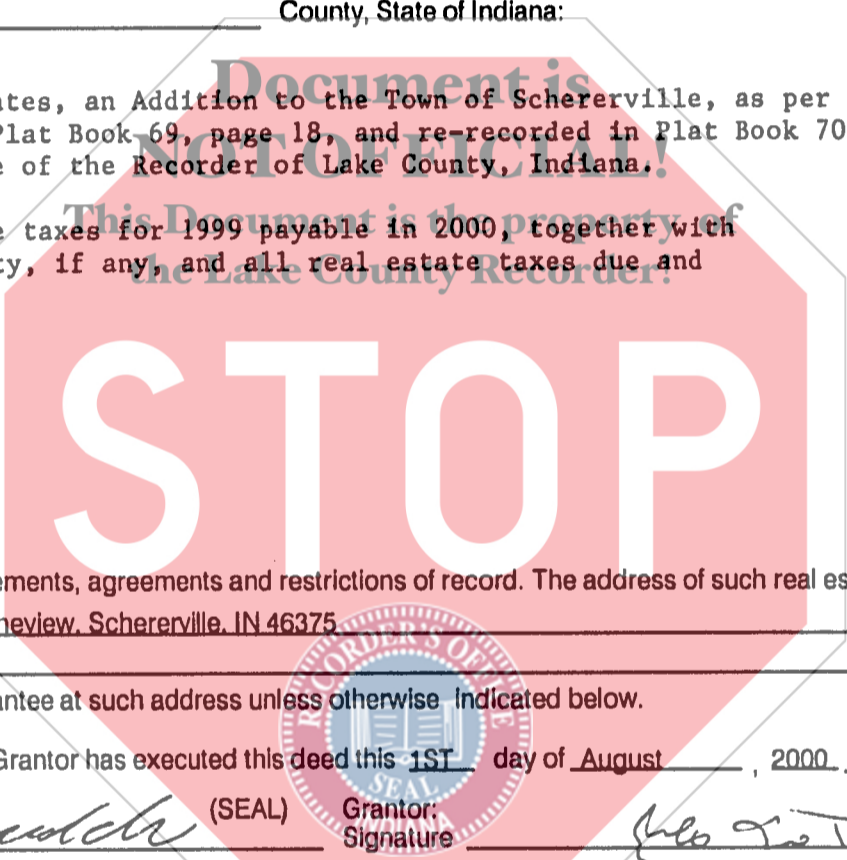 County, State of Indiana:
Document is
ates, an Addition to the Town of Schererville, as per
Plat Book 69, page 18, and re-recorded in Plat Book 70
NOT OFFICIAL!
e of the Recorder of Lake County, Indiana.
This Document is the property of
e taxes for 1999 payable in 2000, together with
the Lake County Recorder!
ty, if any, and all real estate taxes due and
STOP
ements, agreements and restrictions of record. The address of such real es
neview, Schererville, IN 46375
RECORDER'S OFFICE
antee at such address unless otherwise indicated below.
Grantor has executed this deed this 1ST day of August , 2000 .
SEAL
INDIANA
(SEAL) Grantor:
Signature